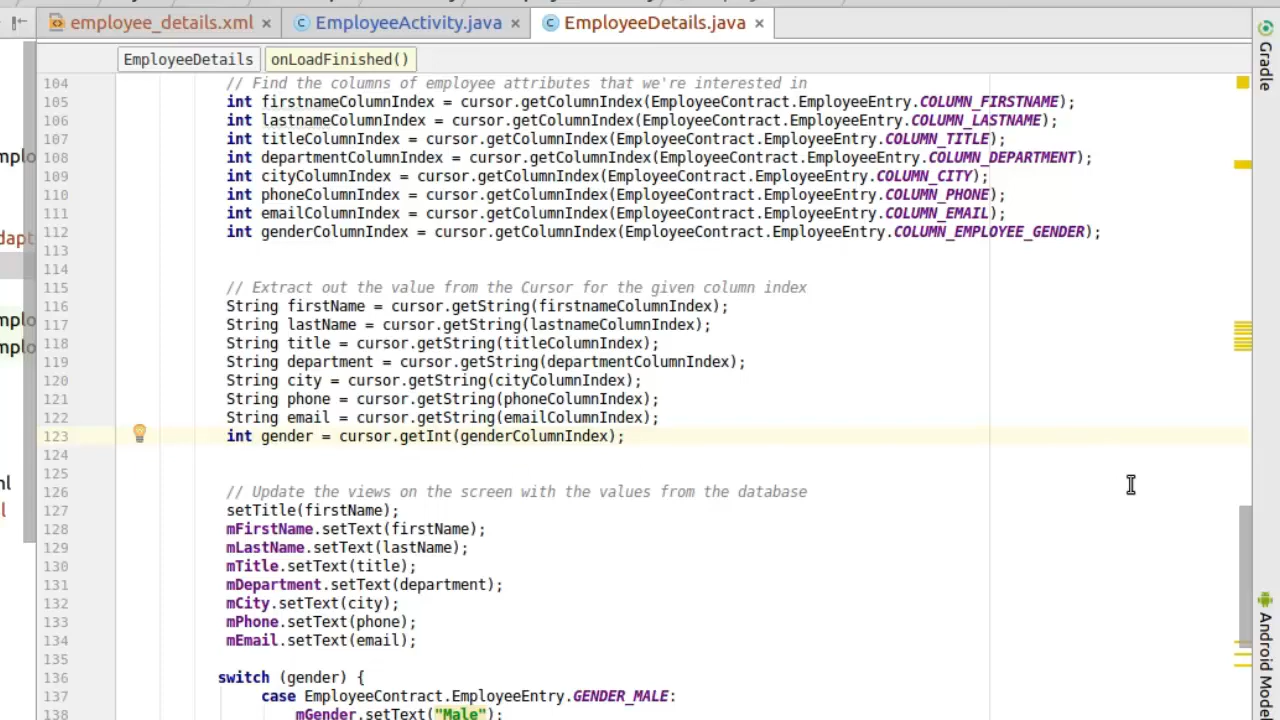 employee_details.xml
EmployeeActivity.java
EmployeeDetails.java
EmployeeDetails
onLoadFinished()
104 // Find the columns of employee attributes that we're interested in
105 int firstnameColumnIndex = cursor.getColumnIndex(EmployeeContract.EmployeeEntry.COLUMN_FIRSTNAME);
106 int lastnameColumnIndex = cursor.getColumnIndex(EmployeeContract.EmployeeEntry.COLUMN_LASTNAME);
107 int titleColumnIndex = cursor.getColumnIndex(EmployeeContract.EmployeeEntry.COLUMN_TITLE);
108 int departmentColumnIndex = cursor.getColumnIndex(EmployeeContract.EmployeeEntry.COLUMN_DEPARTMENT);
109 int cityColumnIndex = cursor.getColumnIndex(EmployeeContract.EmployeeEntry.COLUMN_CITY);
110 int phoneColumnIndex = cursor.getColumnIndex(EmployeeContract.EmployeeEntry.COLUMN_PHONE);
111 int emailColumnIndex = cursor.getColumnIndex(EmployeeContract.EmployeeEntry.COLUMN_EMAIL);
112 int genderColumnIndex = cursor.getColumnIndex(EmployeeContract.EmployeeEntry.COLUMN_EMPLOYEE_GENDER);
113
114
115 // Extract out the value from the Cursor for the given column index
116 String firstName = cursor.getString(firstnameColumnIndex);
117 String lastName = cursor.getString(lastnameColumnIndex);
118 String title = cursor.getString(titleColumnIndex);
119 String department = cursor.getString(departmentColumnIndex);
120 String city = cursor.getString(cityColumnIndex);
121 String phone = cursor.getString(phoneColumnIndex);
122 String email = cursor.getString(emailColumnIndex);
123 int gender = cursor.getInt(genderColumnIndex);
124
125
126 // Update the views on the screen with the values from the database
127 setTitle(firstName);
128 mFirstName.setText(firstName);
129 mLastName.setText(lastName);
130 mTitle.setText(title);
131 mDepartment.setText(department);
132 mCity.setText(city);
133 mPhone.setText(phone);
134 mEmail.setText(email);
135
136 switch (gender) {
137 case EmployeeContract.EmployeeEntry.GENDER_MALE:
138 mGender.setText("Male");
mplo
dapt
mplo
mplo
ml
l
Gradle
Android Mode